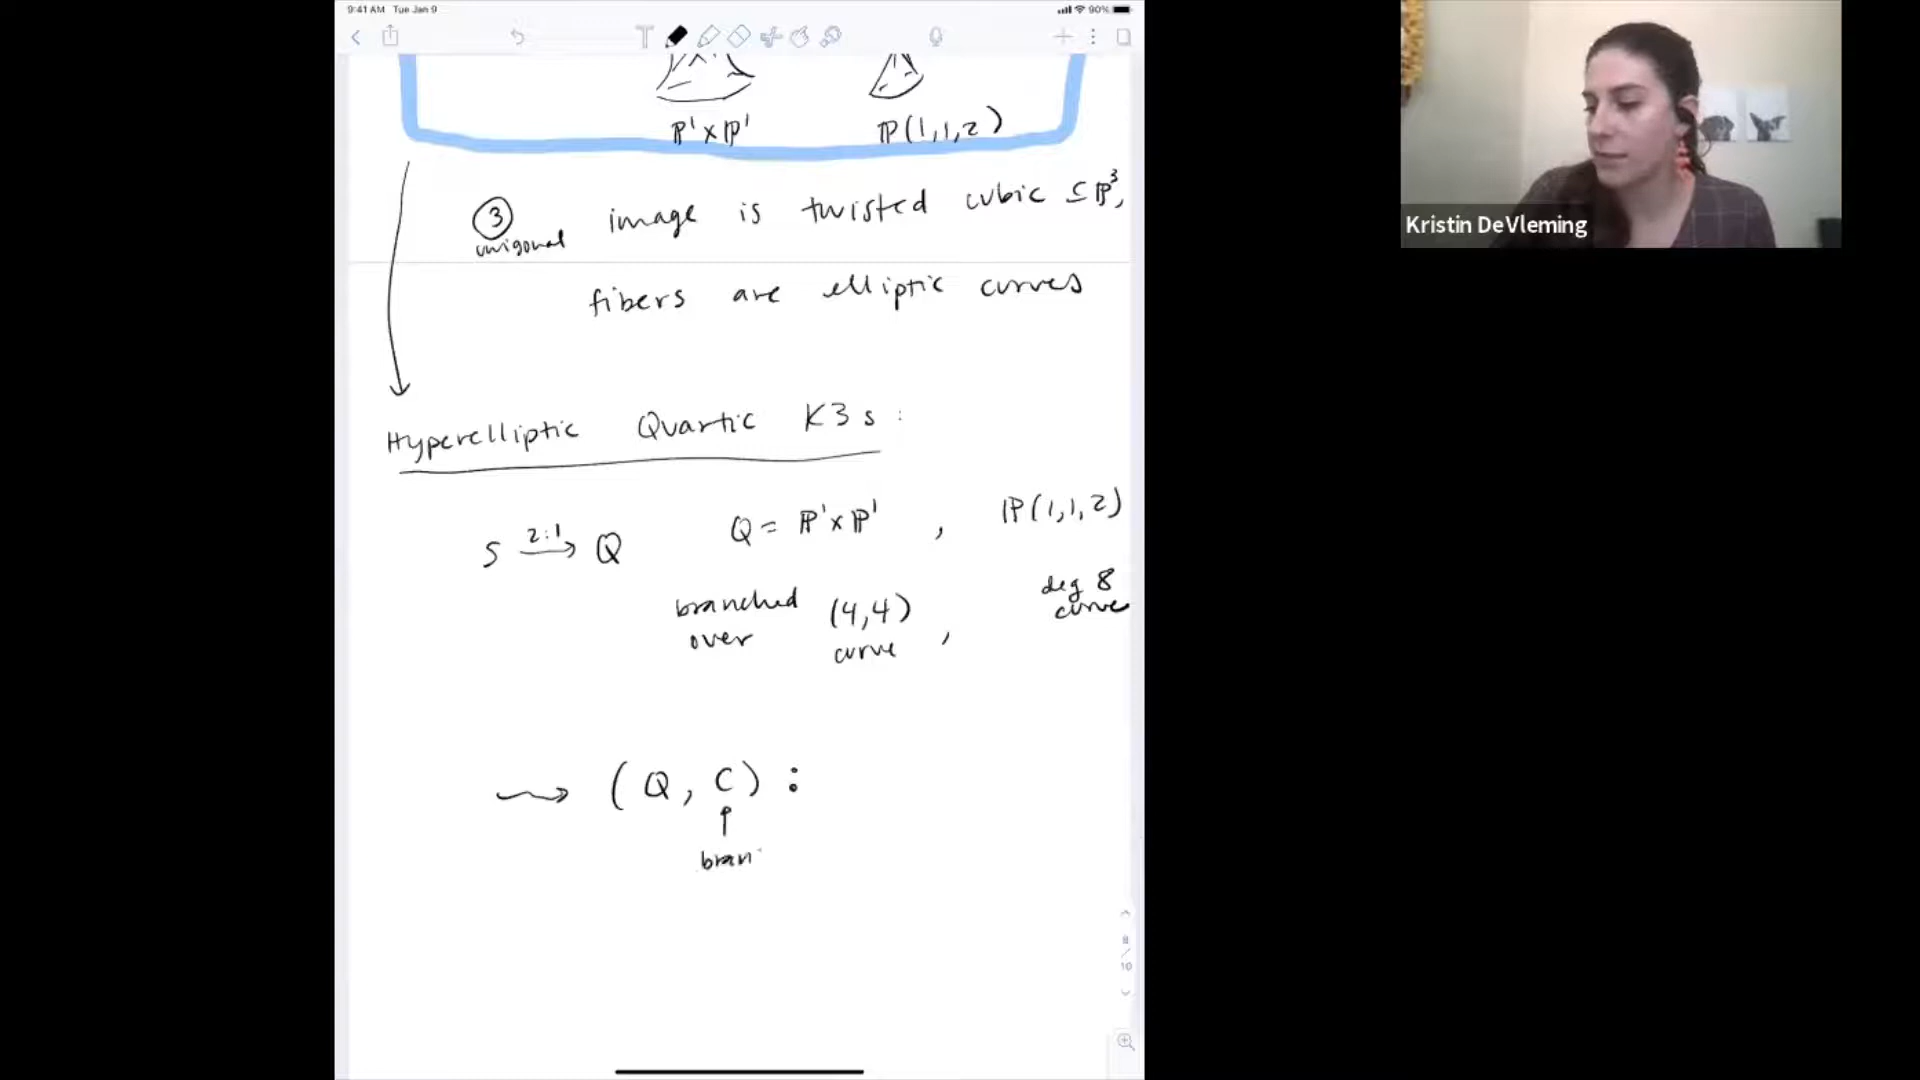 9:41 AM Tue Jan 9
90%
ℙ¹×ℙ¹ ℙ(1,1,2)
③ image is twisted cubic ⊆ ℙ³,
unigonal
fibers are elliptic curves
Hyperelliptic Quartic K3s:
S 2:1→ Q Q = ℙ¹×ℙ¹ , ℙ(1,1,2)
branched over (4,4) curve , deg 8 curve
⇝ (Q, C) :
↑
bran
8
/
10
Kristin DeVleming